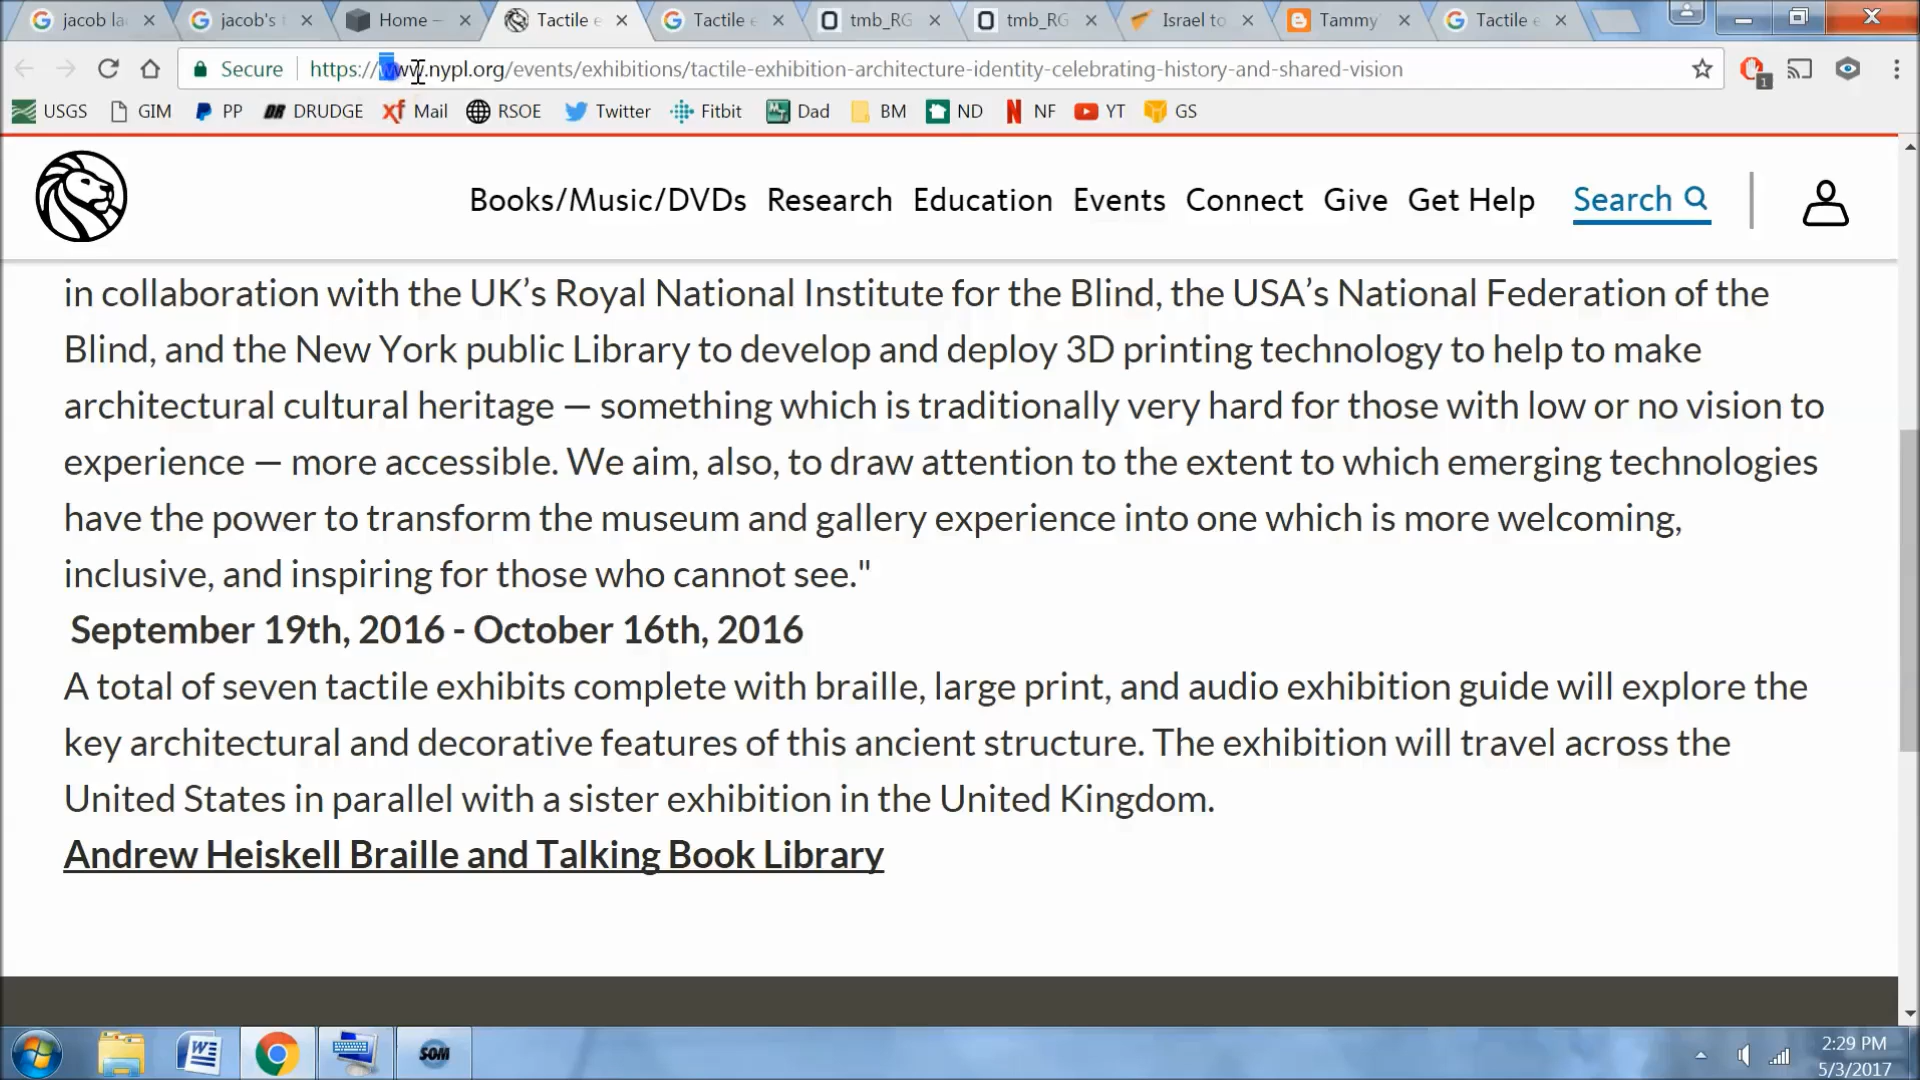 jacob la
jacob's t
Home –
Tactile e
Tactile e
tmb_RG
tmb_RG
Israel to
Tammy
Tactile e
Secure
https://www.nypl.org/events/exhibitions/tactile-exhibition-architecture-identity-celebrating-history-and-shared-vision
1
USGS GIM PP DRUDGE Mail RSOE Twitter Fitbit Dad BM ND NF YT GS
Books/Music/DVDs Research Education Events Connect Give Get Help Search
in collaboration with the UK’s Royal National Institute for the Blind, the USA’s National Federation of the
Blind, and the New York public Library to develop and deploy 3D printing technology to help to make
architectural cultural heritage — something which is traditionally very hard for those with low or no vision to
experience — more accessible. We aim, also, to draw attention to the extent to which emerging technologies
have the power to transform the museum and gallery experience into one which is more welcoming,
inclusive, and inspiring for those who cannot see."
September 19th, 2016 - October 16th, 2016
A total of seven tactile exhibits complete with braille, large print, and audio exhibition guide will explore the
key architectural and decorative features of this ancient structure. The exhibition will travel across the
United States in parallel with a sister exhibition in the United Kingdom.
Andrew Heiskell Braille and Talking Book Library
SOM
2:29 PM
5/3/2017